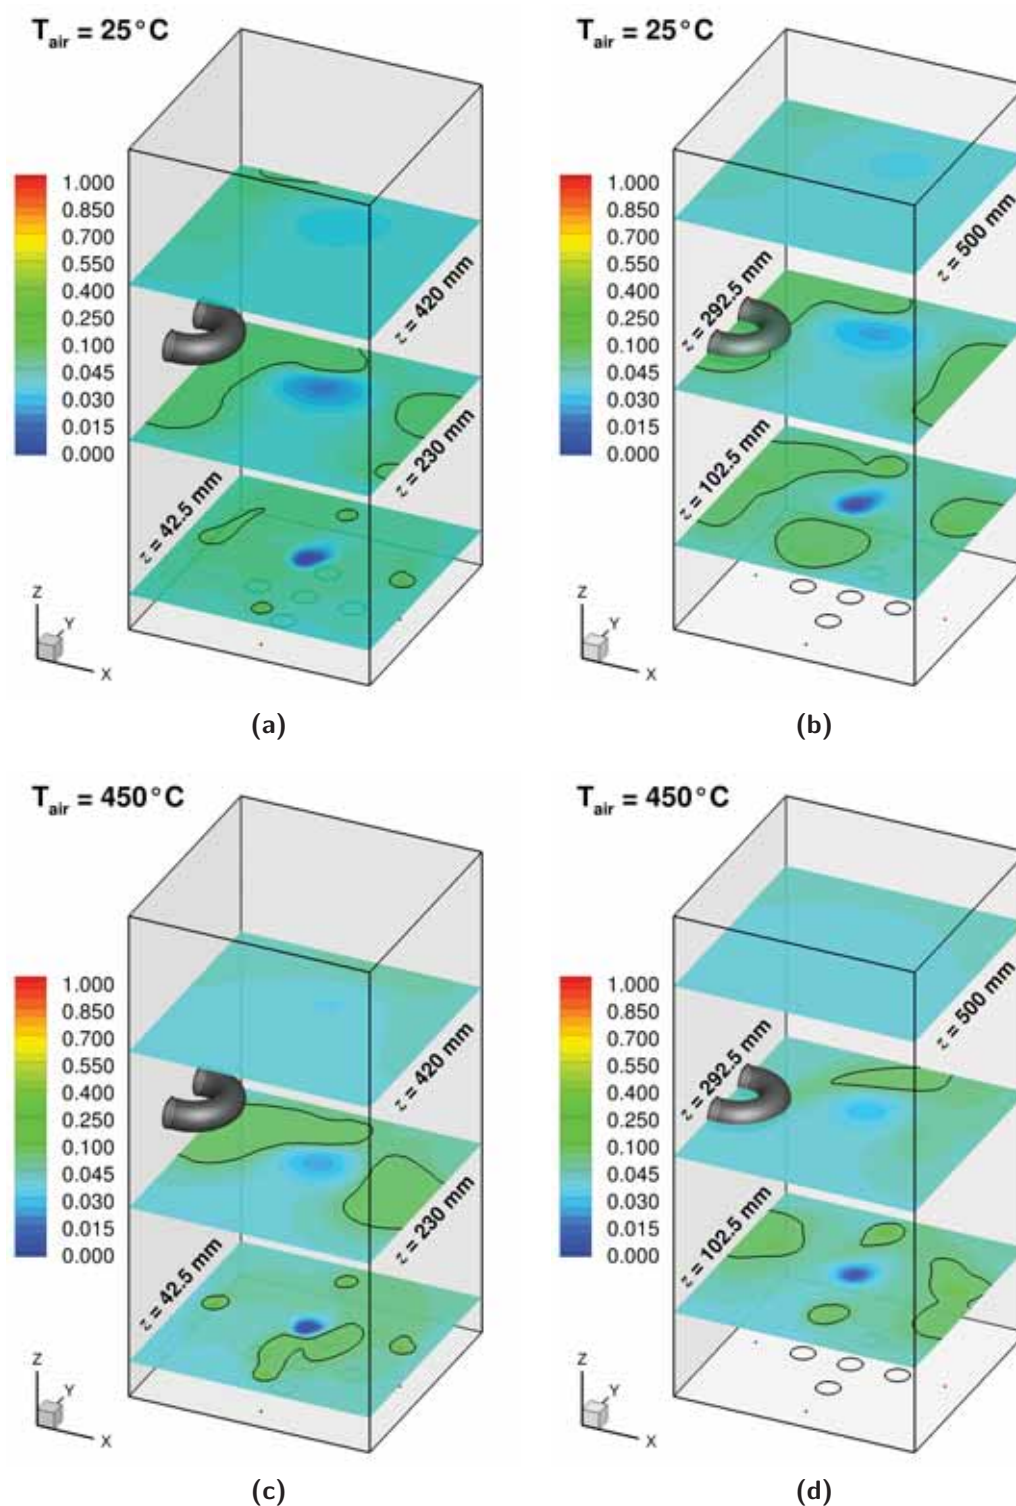 T_air = 25°C
1.000
0.850
0.700
0.550
0.400
0.250
0.100
0.045
0.030
0.015
0.000
z = 420 mm
z = 230 mm
z = 42.5 mm
Z
Y
X
(a)
T_air = 25°C
1.000
0.850
0.700
0.550
0.400
0.250
0.100
0.045
0.030
0.015
0.000
z = 500 mm
z = 292.5 mm
z = 102.5 mm
Z
Y
X
(b)
T_air = 450°C
1.000
0.850
0.700
0.550
0.400
0.250
0.100
0.045
0.030
0.015
0.000
z = 420 mm
z = 230 mm
z = 42.5 mm
Z
Y
X
(c)
T_air = 450°C
1.000
0.850
0.700
0.550
0.400
0.250
0.100
0.045
0.030
0.015
0.000
z = 500 mm
z = 292.5 mm
z = 102.5 mm
Z
Y
X
(d)